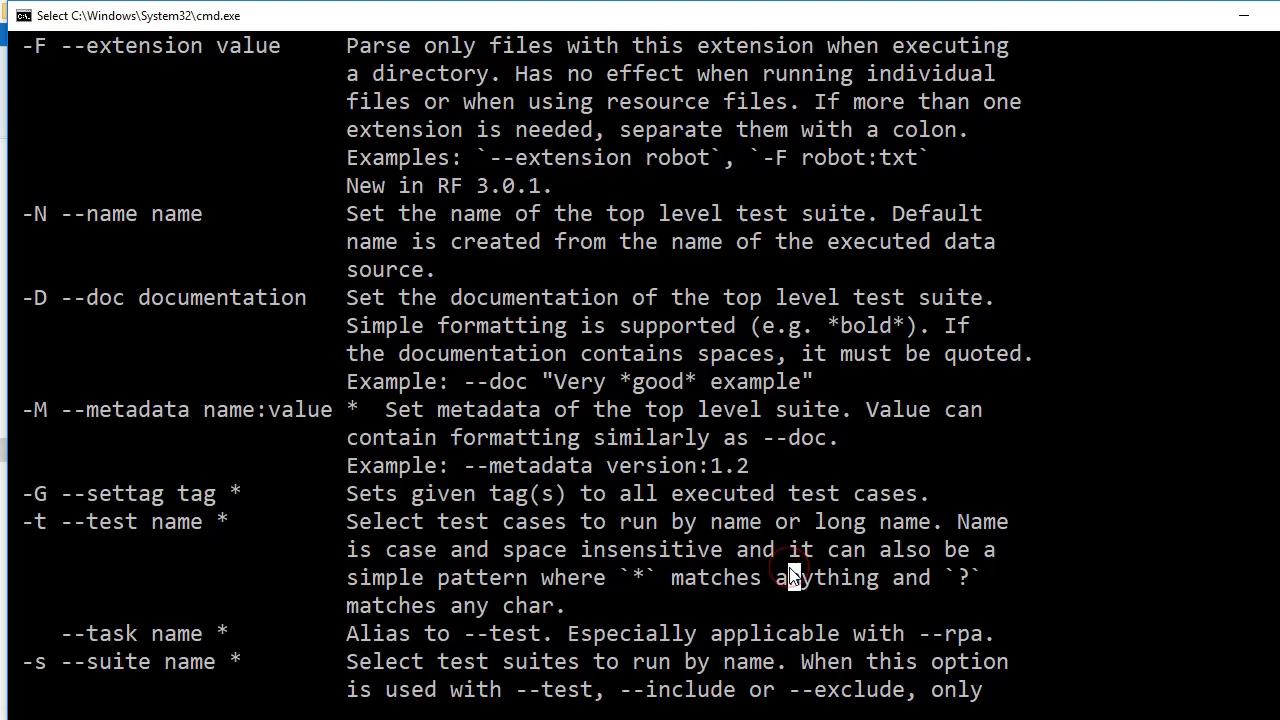 Select C:\Windows\System32\cmd.exe
-F --extension value Parse only files with this extension when executing
a directory. Has no effect when running individual
files or when using resource files. If more than one
extension is needed, separate them with a colon.
Examples: `--extension robot`, `-F robot:txt`
New in RF 3.0.1.
-N --name name Set the name of the top level test suite. Default
name is created from the name of the executed data
source.
-D --doc documentation Set the documentation of the top level test suite.
Simple formatting is supported (e.g. *bold*). If
the documentation contains spaces, it must be quoted.
Example: --doc "Very *good* example"
-M --metadata name:value * Set metadata of the top level suite. Value can
contain formatting similarly as --doc.
Example: --metadata version:1.2
-G --settag tag * Sets given tag(s) to all executed test cases.
-t --test name * Select test cases to run by name or long name. Name
is case and space insensitive and it can also be a
simple pattern where `*` matches anything and `?`
matches any char.
--task name * Alias to --test. Especially applicable with --rpa.
-s --suite name * Select test suites to run by name. When this option
is used with --test, --include or --exclude, only